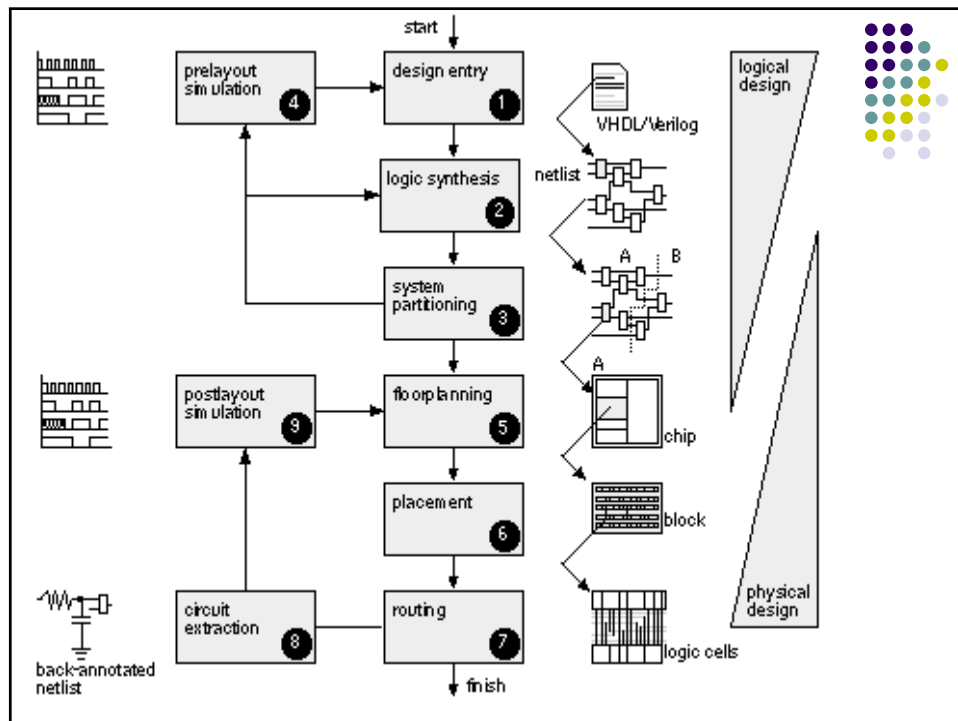 start
prelayout
simulation
4
design entry
1
VHDL/Verilog
logical
design
logic synthesis
2
netlist
system
partitioning
3
A
B
postlayout
simulation
9
floorplanning
5
A
chip
placement
6
block
circuit
extraction
8
routing
7
logic cells
physical
design
back-annotated
netlist
finish